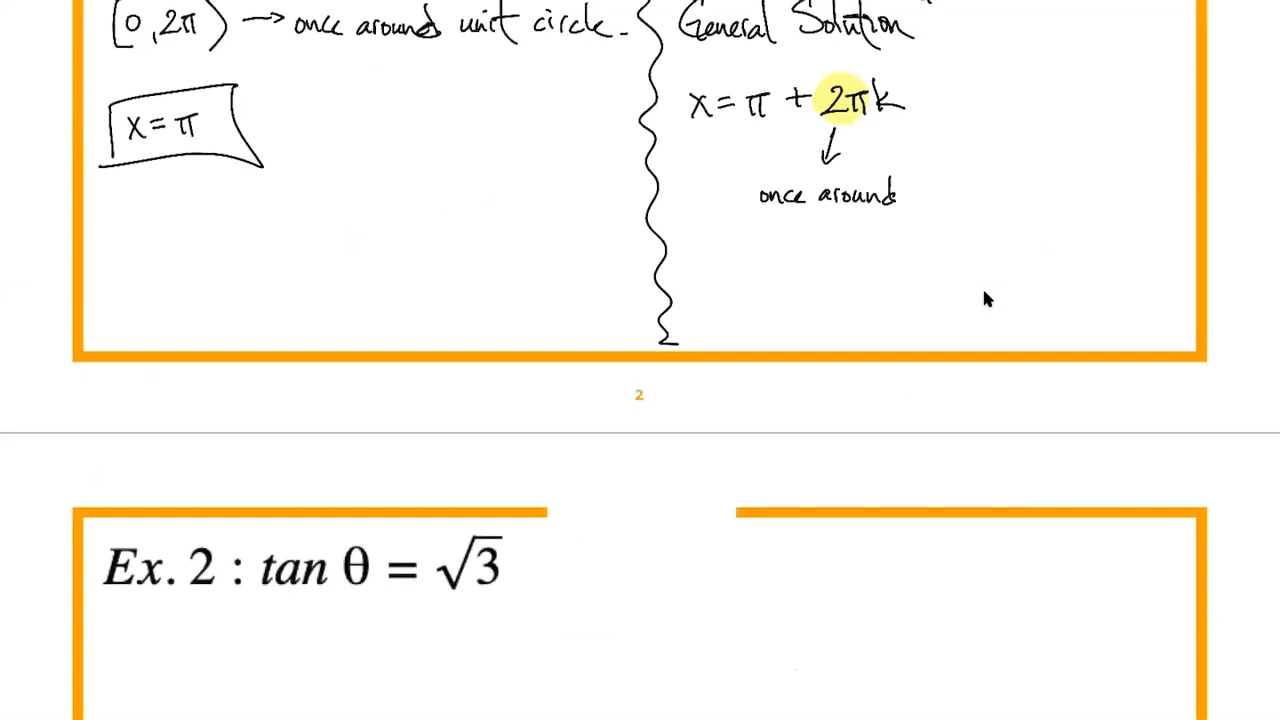 [0, 2π) → once around unit circle.
x = π
General Solution
x = π + 2πk
once around
2
Ex. 2 : tan θ = √3